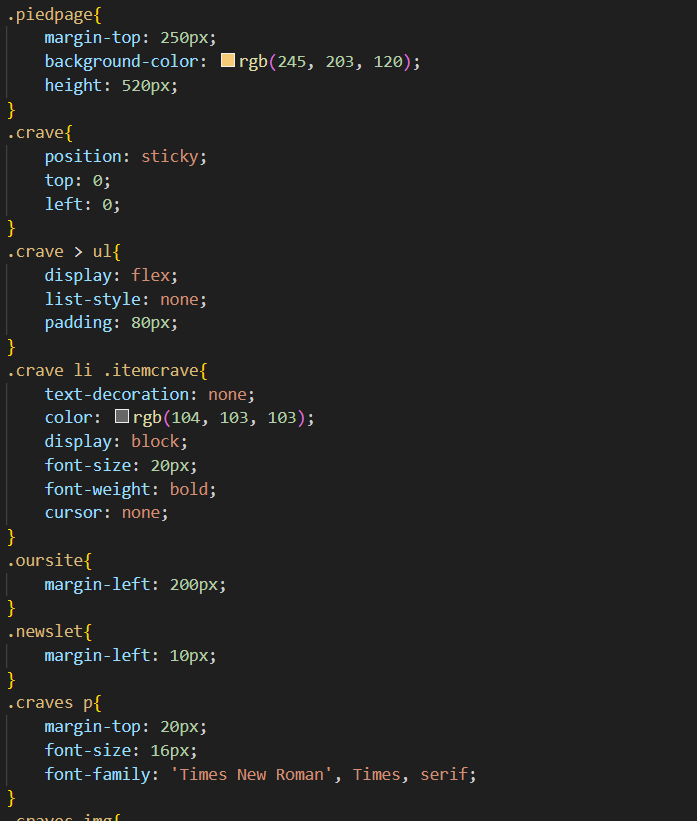 .piedpage{
    margin-top: 250px;
    background-color: rgb(245, 203, 120);
    height: 520px;
}
.crave{
    position: sticky;
    top: 0;
    left: 0;
}
.crave > ul{
    display: flex;
    list-style: none;
    padding: 80px;
}
.crave li .itemcrave{
    text-decoration: none;
    color: rgb(104, 103, 103);
    display: block;
    font-size: 20px;
    font-weight: bold;
    cursor: none;
}
.oursite{
    margin-left: 200px;
}
.newslet{
    margin-left: 10px;
}
.craves p{
    margin-top: 20px;
    font-size: 16px;
    font-family: 'Times New Roman', Times, serif;
}
.craves img{